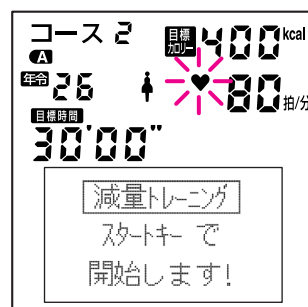 コース 2
目標カロリー 400 kcal
A
年令 26 80 拍/分
目標時間
30'00"
減量トレーニング
スタートキー で
開始します!